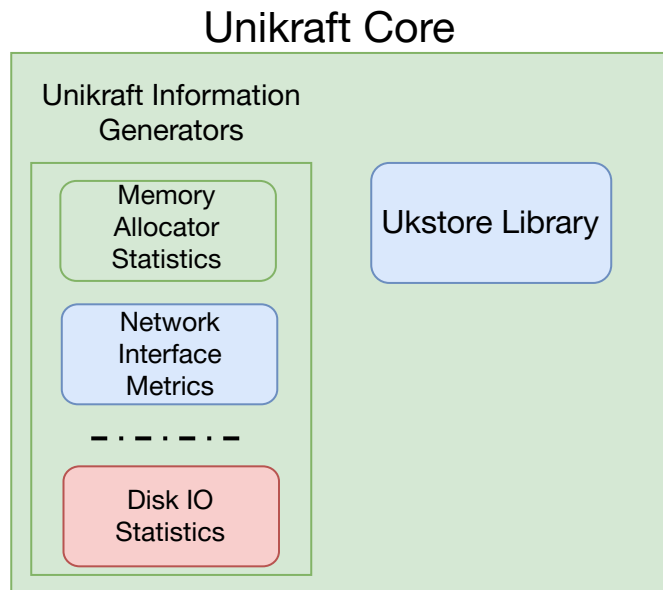 Unikraft Core
Unikraft Information
Generators
Memory
Allocator
Statistics
Network
Interface
Metrics
Disk IO
Statistics
Ukstore Library